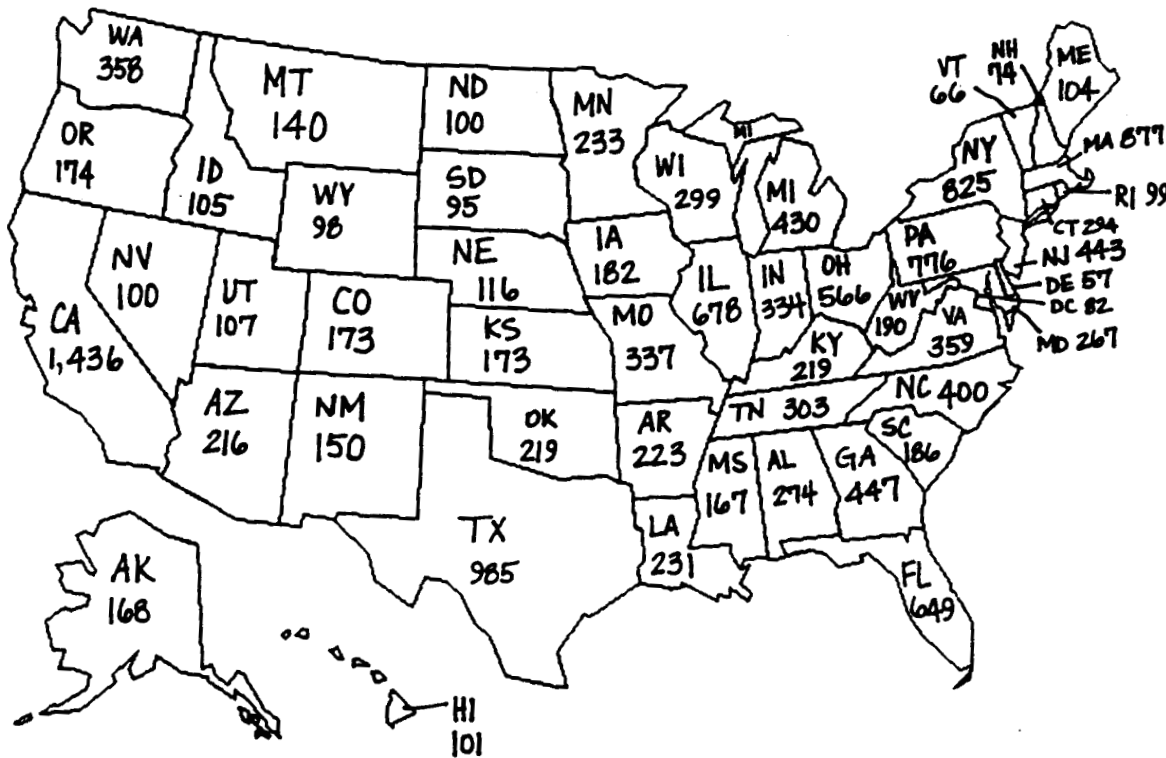 WA
358
MT
140
ND
100
MN
233
VT
66
NH
74
ME
104
OR
174
ID
105
WY
98
SD
95
WI
299
MI
MI
430
NY
825
MA 877
RI 99
CT 294
NJ 443
DE 57
DC 82
MD 267
NV
100
UT
107
CO
173
NE
116
IA
182
IL
678
IN
334
OH
566
PA
776
WV
190
VA
359
CA
1,436
KS
173
MO
337
KY
219
AZ
216
NM
150
OK
219
AR
223
TN 303
NC 400
SC
186
MS
167
AL
274
GA
447
TX
985
LA
231
FL
649
AK
168
HI
101